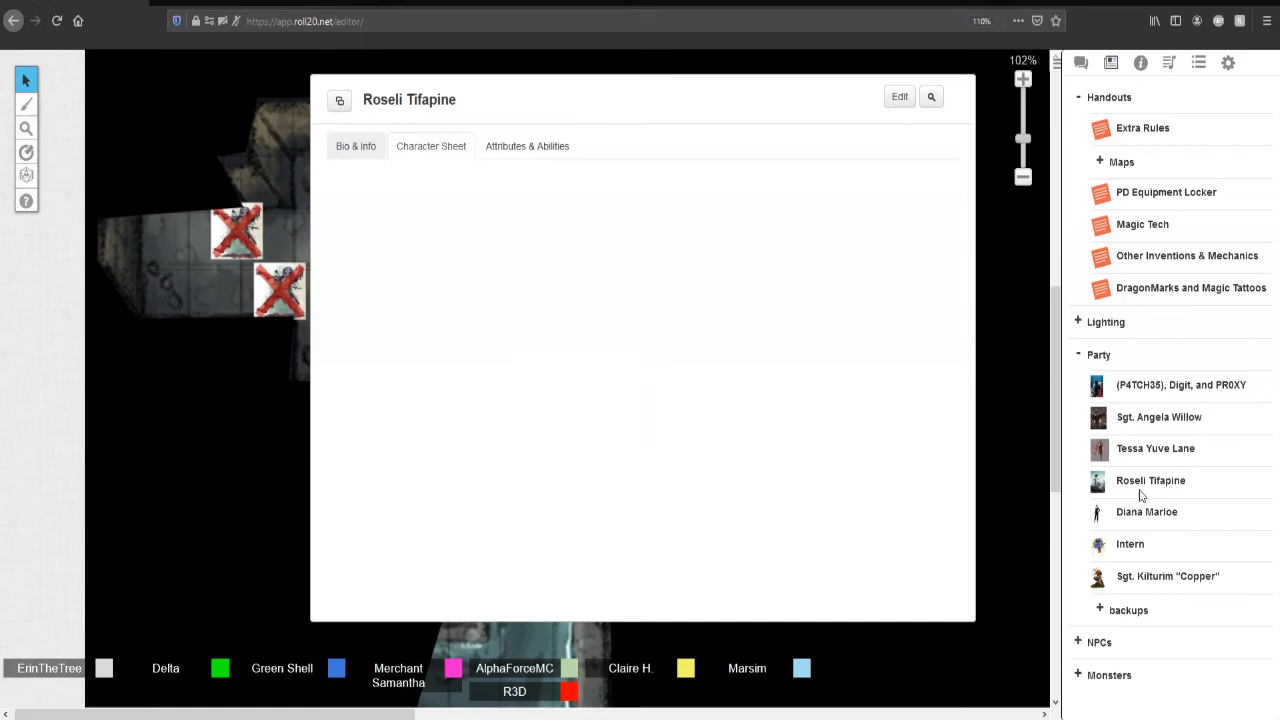 https://app.roll20.net/editor/
110%
102%
Roseli Tifapine
Edit
Bio & Info
Character Sheet
Attributes & Abilities
Handouts
Extra Rules
Maps
PD Equipment Locker
Magic Tech
Other Inventions & Mechanics
DragonMarks and Magic Tattoos
Lighting
Party
(P4TCH35), Digit, and PR0XY
Sgt. Angela Willow
Tessa Yuve Lane
Roseli Tifapine
Diana Marloe
Intern
Sgt. Kilturim "Copper"
backups
NPCs
Monsters
ErinTheTree
Delta
Green Shell
Merchant
Samantha
AlphaForceMC
R3D
Claire H.
Marsim